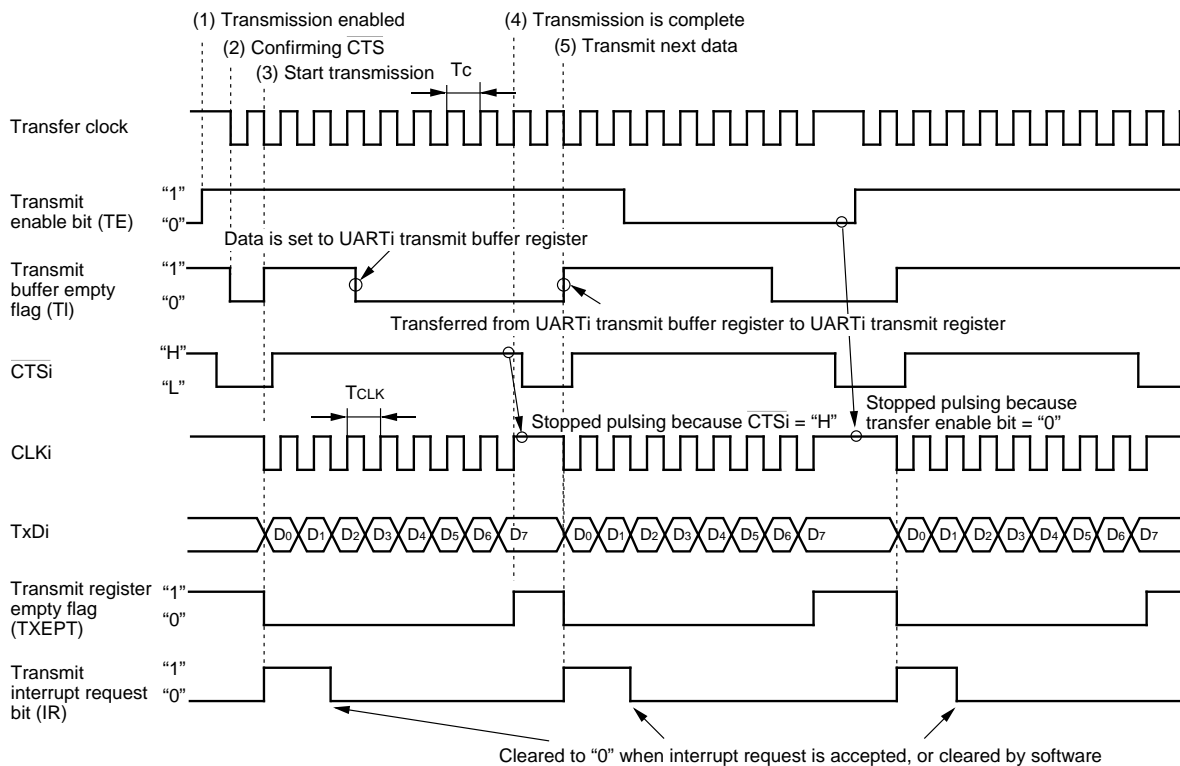 (1) Transmission enabled
(4) Transmission is complete
(2) Confirming CTS
(5) Transmit next data
(3) Start transmission
Tc
Transfer clock
Transmit
enable bit (TE)
“1”
“0”
Data is set to UARTi transmit buffer register
Transmit
buffer empty
flag (TI)
“1”
“0”
Transferred from UARTi transmit buffer register to UARTi transmit register
CTSi
“H”
“L”
TCLK
Stopped pulsing because CTSi = “H”
Stopped pulsing because
transfer enable bit = “0”
CLKi
TxDi
D0 D1 D2 D3 D4 D5 D6 D7 D0 D1 D2 D3 D4 D5 D6 D7 D0 D1 D2 D3 D4 D5 D6 D7
Transmit register
empty flag
(TXEPT)
“1”
“0”
Transmit
interrupt request
bit (IR)
“1”
“0”
Cleared to “0” when interrupt request is accepted, or cleared by software